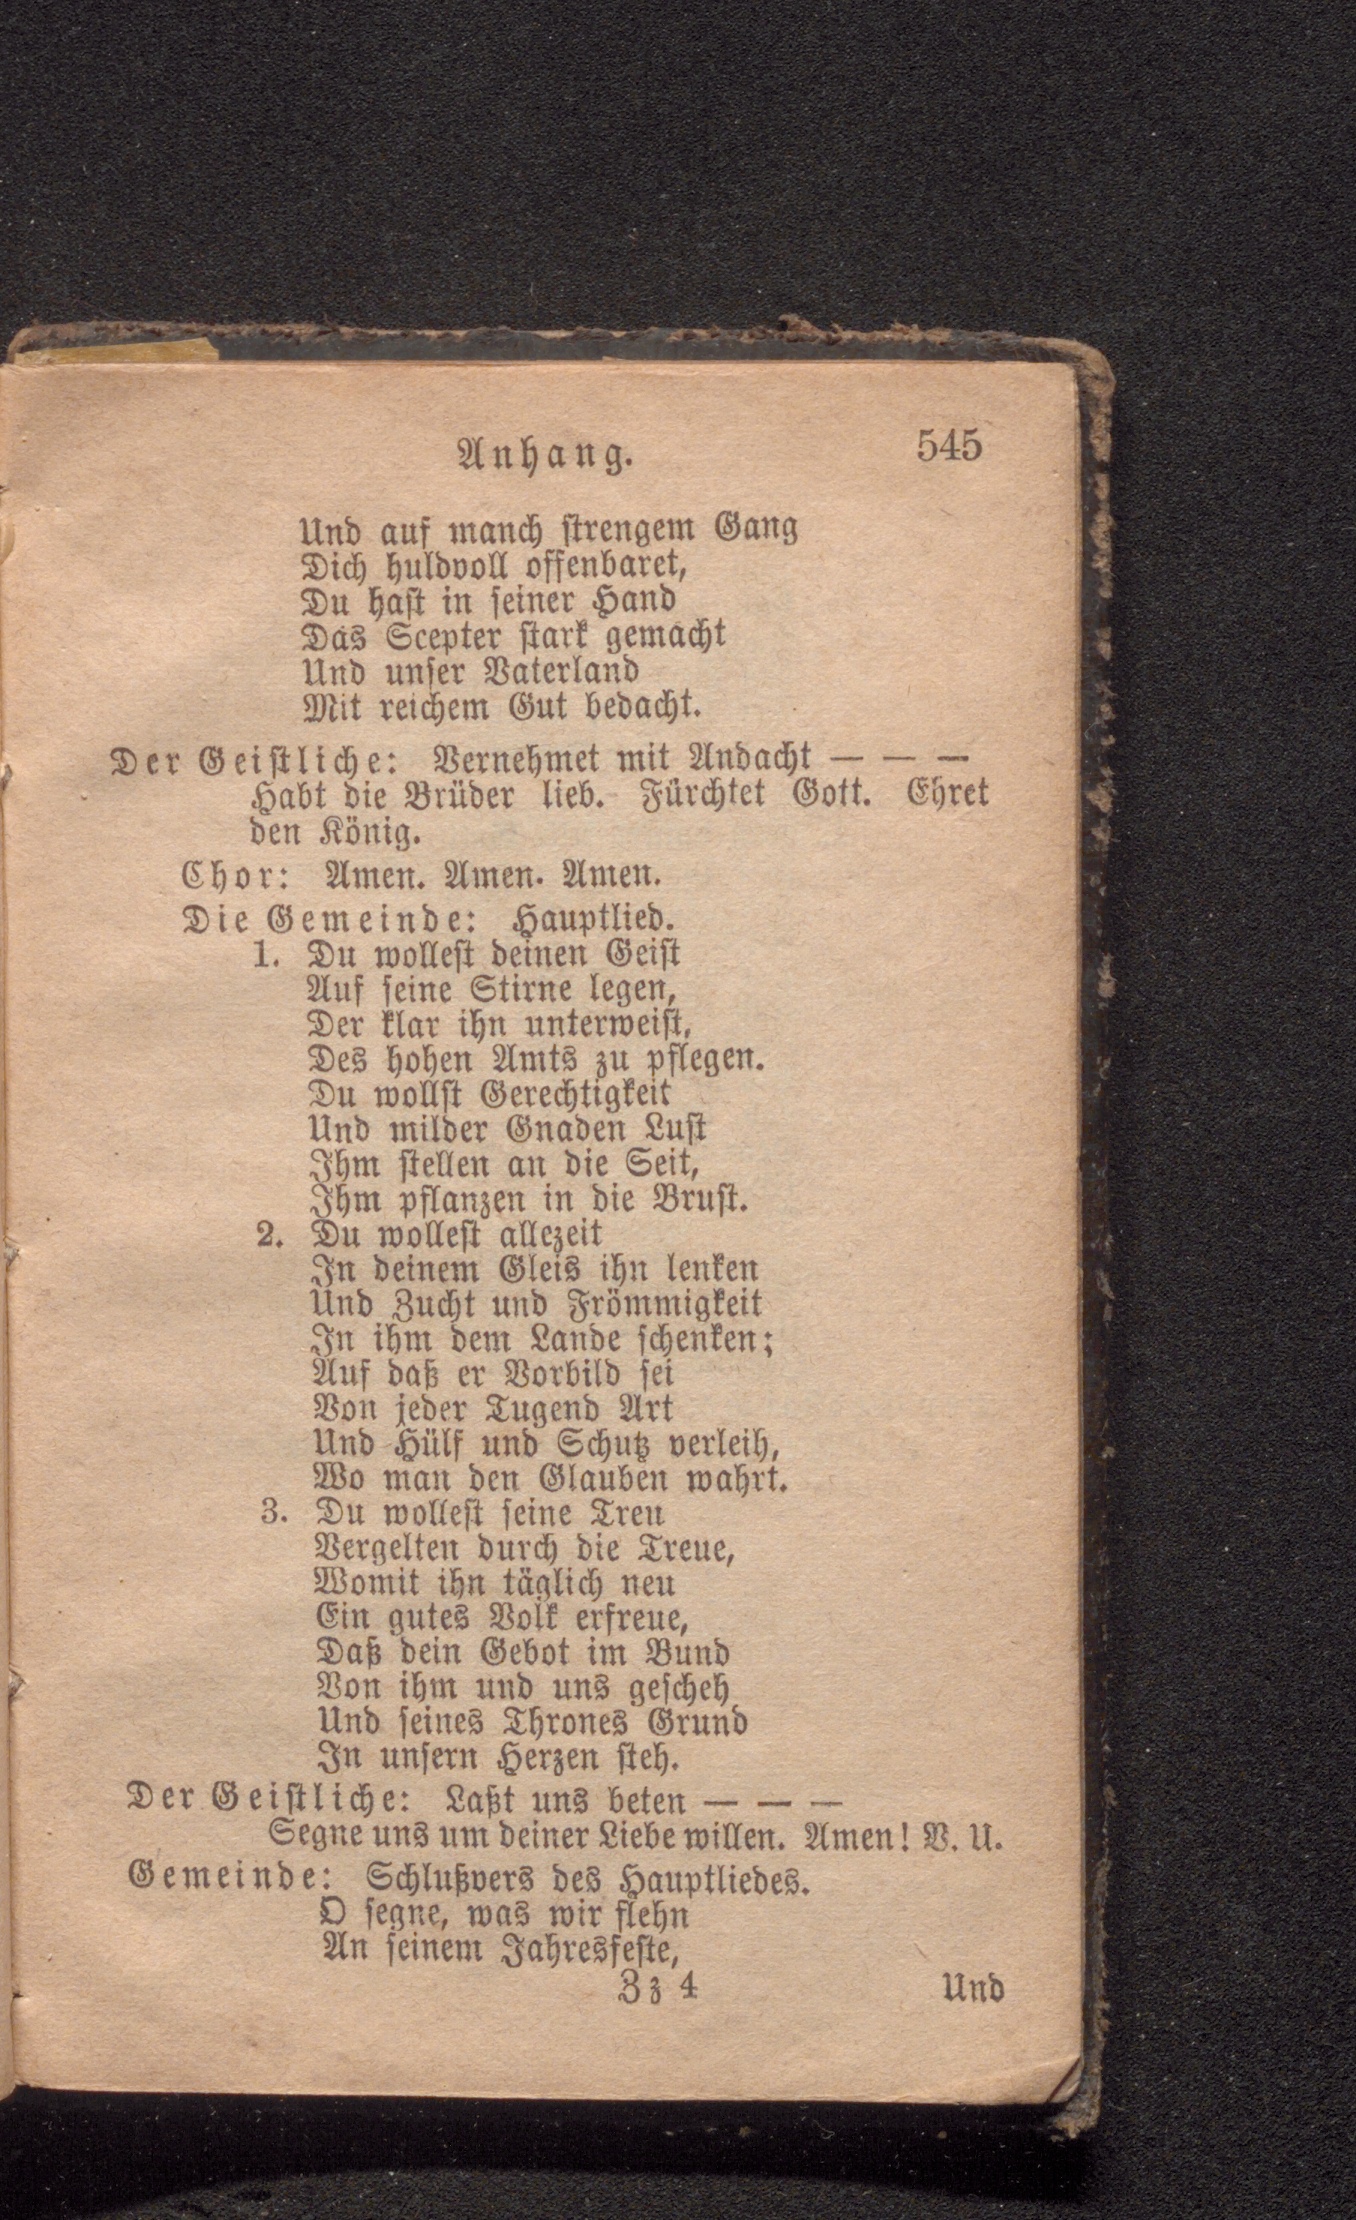 Anhang. 545
Und auf manch strengem Gang
Dich huldvoll offenbaret,
Du hast in seiner Hand
Das Scepter stark gemacht
Und unser Vaterland
Mit reichem Gut bedacht.
Der Geistliche: Vernehmet mit Andacht — — —
Habt die Brüder lieb. Fürchtet Gott. Ehret
den König.
Chor: Amen. Amen. Amen.
Die Gemeinde: Hauptlied.
1. Du wollest deinen Geist
Auf seine Stirne legen,
Der klar ihn unterweist,
Des hohen Amts zu pflegen.
Du wollst Gerechtigkeit
Und milder Gnaden Lust
Ihm stellen an die Seit,
Ihm pflanzen in die Brust.
2. Du wollest allezeit
In deinem Gleis ihn lenken
Und Zucht und Frömmigkeit
In ihm dem Lande schenken;
Auf daß er Vorbild sei
Von jeder Tugend Art
Und Hülf und Schutz verleih,
Wo man den Glauben wahrt.
3. Du wollest seine Treu
Vergelten durch die Treue,
Womit ihn täglich neu
Ein gutes Volk erfreue,
Daß dein Gebot im Bund
Von ihm und uns gescheh
Und seines Thrones Grund
In unsern Herzen steh.
Der Geistliche: Laßt uns beten — — —
Segne uns um deiner Liebe willen. Amen! V. U.
Gemeinde: Schlußvers des Hauptliedes.
O segne, was wir flehn
An seinem Jahresfeste,
Zz 4 Und